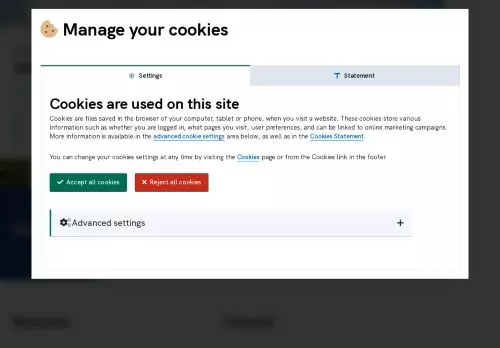 Manage your cookies
Settings
Statement
Cookies are used on this site
Cookies are files saved in the browser of your computer, tablet or phone, when you visit a website. These cookies store various
information such as whether you are logged in, what pages you visit, user preferences, and can be linked to online marketing campaigns.
More information is available in the advanced cookie settings area below, as well as in the Cookies Statement.
You can change your cookies settings at any time by visiting the Cookies page or from the Cookies link in the footer.
Accept all cookies
Reject all cookies
Advanced settings